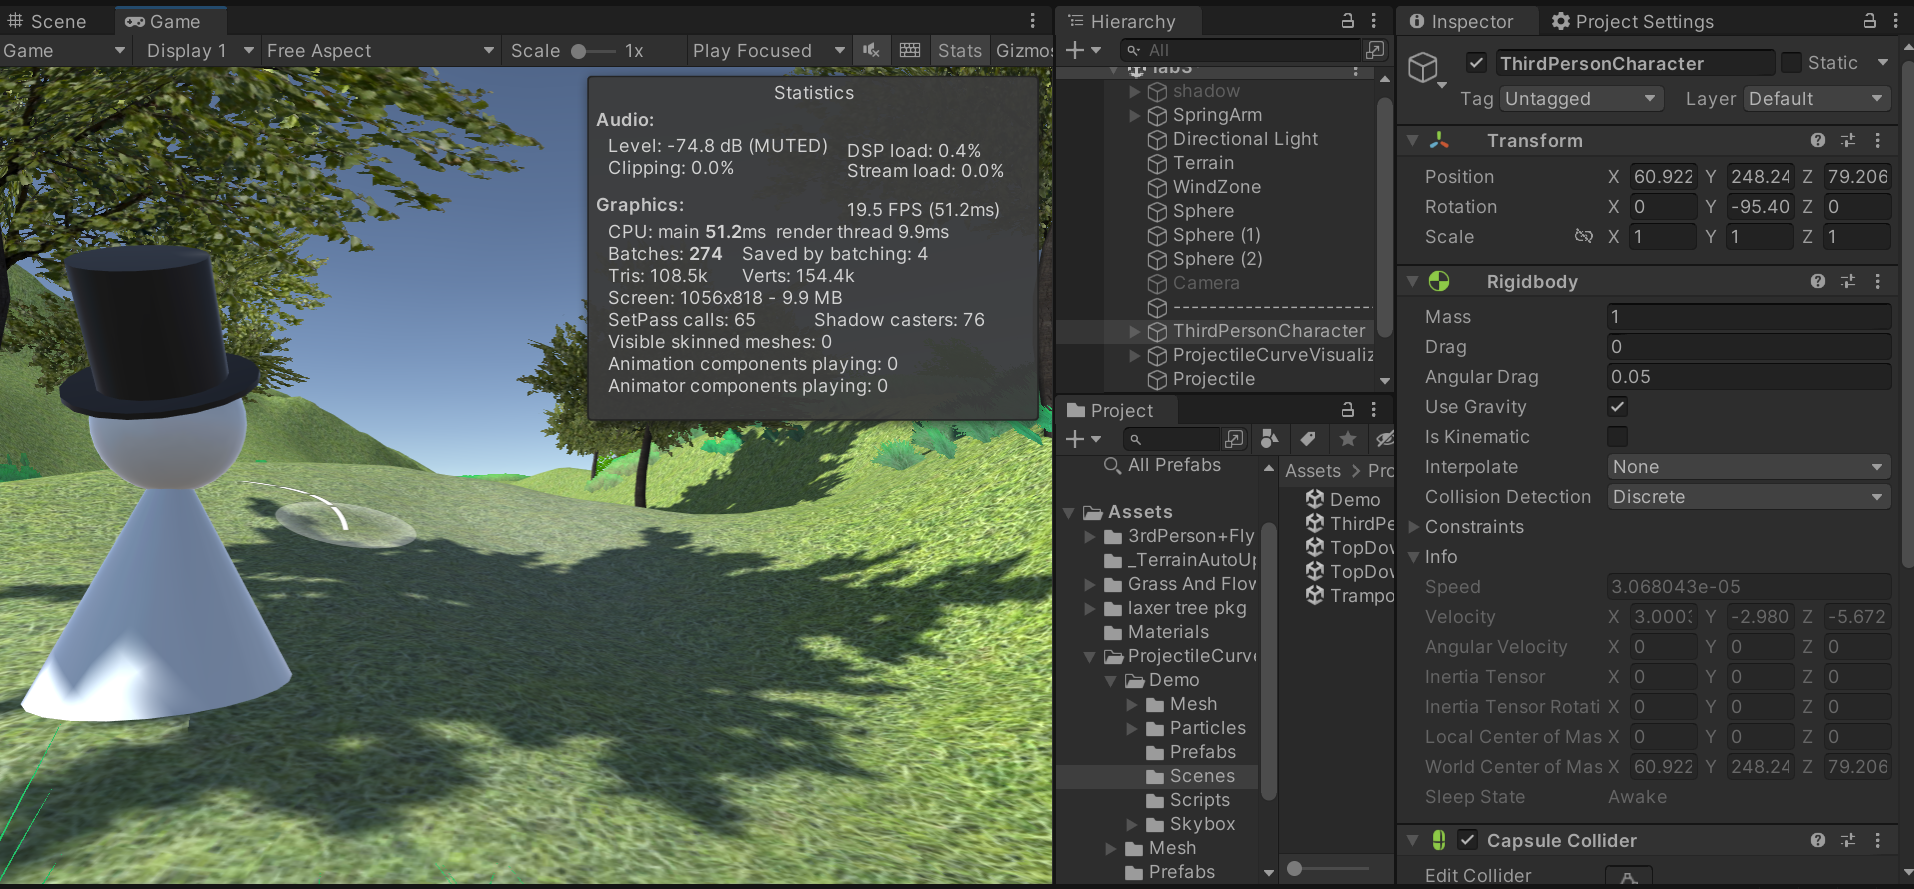 Scene
Game
Game
Display 1
Free Aspect
Scale
1x
Play Focused
Stats
Gizmos
Statistics
Audio:
Level: -74.8 dB (MUTED)
DSP load: 0.4%
Clipping: 0.0%
Stream load: 0.0%
Graphics:
19.5 FPS (51.2ms)
CPU: main 51.2ms render thread 9.9ms
Batches: 274 Saved by batching: 4
Tris: 108.5k Verts: 154.4k
Screen: 1056x818 - 9.9 MB
SetPass calls: 65 Shadow casters: 76
Visible skinned meshes: 0
Animation components playing: 0
Animator components playing: 0
Hierarchy
All
lab3
shadow
SpringArm
Directional Light
Terrain
WindZone
Sphere
Sphere (1)
Sphere (2)
Camera
--------------------
ThirdPersonCharacter
ProjectileCurveVisualiz
Projectile
Project
All Prefabs
Assets
3rdPerson+Fly
_TerrainAutoUp
Grass And Flow
laxer tree pkg
Materials
ProjectileCurve
Demo
Mesh
Particles
Prefabs
Scenes
Scripts
Skybox
Mesh
Prefabs
Assets > Pro
Demo
ThirdPe
TopDov
TopDov
Trampo
Inspector
Project Settings
ThirdPersonCharacter
Static
Tag Untagged
Layer Default
Transform
Position X 60.922 Y 248.24 Z 79.206
Rotation X 0 Y -95.40 Z 0
Scale X 1 Y 1 Z 1
Rigidbody
Mass 1
Drag 0
Angular Drag 0.05
Use Gravity
Is Kinematic
Interpolate None
Collision Detection Discrete
Constraints
Info
Speed 3.068043e-05
Velocity X 3.0003 Y -2.980 Z -5.672
Angular Velocity X 0 Y 0 Z 0
Inertia Tensor X 0 Y 0 Z 0
Inertia Tensor Rotati X 0 Y 0 Z 0
Local Center of Mas X 0 Y 0 Z 0
World Center of Mas X 60.922 Y 248.24 Z 79.206
Sleep State Awake
Capsule Collider
Edit Collider